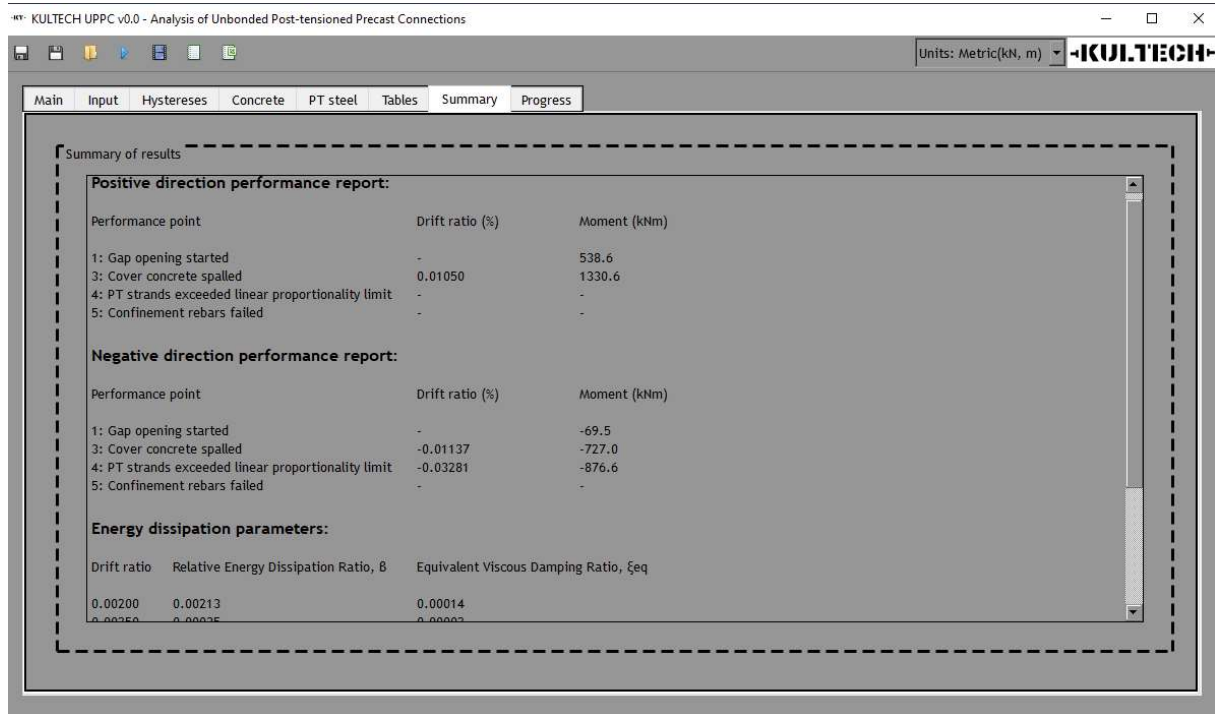 KULTECH UPPC v0.0 - Analysis of Unbonded Post-tensioned Precast Connections
Units: Metric(kN, m) KULTECH
Main Input Hystereses Concrete PT steel Tables Summary Progress
Summary of results
Positive direction performance report:
Performance point Drift ratio (%) Moment (kNm)
1: Gap opening started - 538.6
3: Cover concrete spalled 0.01050 1330.6
4: PT strands exceeded linear proportionality limit - -
5: Confinement rebars failed - -
Negative direction performance report:
Performance point Drift ratio (%) Moment (kNm)
1: Gap opening started - -69.5
3: Cover concrete spalled -0.01137 -727.0
4: PT strands exceeded linear proportionality limit -0.03281 -876.6
5: Confinement rebars failed - -
Energy dissipation parameters:
Drift ratio Relative Energy Dissipation Ratio, β Equivalent Viscous Damping Ratio, ξeq
0.00200 0.00213 0.00014